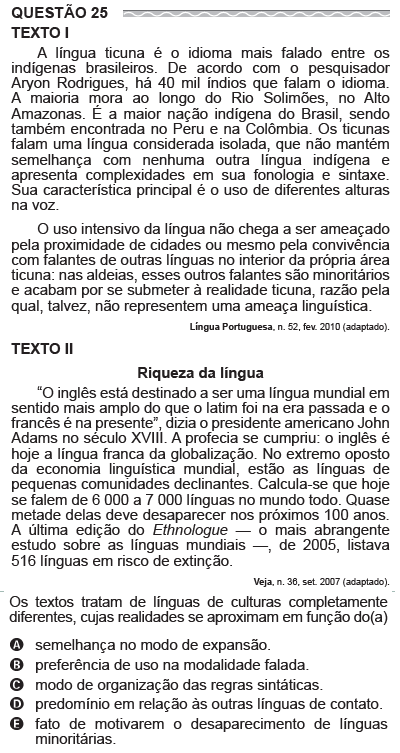 QUESTÃO 25
TEXTO I
A língua ticuna é o idioma mais falado entre os
indígenas brasileiros. De acordo com o pesquisador
Aryon Rodrigues, há 40 mil índios que falam o idioma.
A maioria mora ao longo do Rio Solimões, no Alto
Amazonas. É a maior nação indígena do Brasil, sendo
também encontrada no Peru e na Colômbia. Os ticunas
falam uma língua considerada isolada, que não mantém
semelhança com nenhuma outra língua indígena e
apresenta complexidades em sua fonologia e sintaxe.
Sua característica principal é o uso de diferentes alturas
na voz.
O uso intensivo da língua não chega a ser ameaçado
pela proximidade de cidades ou mesmo pela convivência
com falantes de outras línguas no interior da própria área
ticuna: nas aldeias, esses outros falantes são minoritários
e acabam por se submeter à realidade ticuna, razão pela
qual, talvez, não representem uma ameaça linguística.
Língua Portuguesa, n. 52, fev. 2010 (adaptado).
TEXTO II
Riqueza da língua
“O inglês está destinado a ser uma língua mundial em
sentido mais amplo do que o latim foi na era passada e o
francês é na presente”, dizia o presidente americano John
Adams no século XVIII. A profecia se cumpriu: o inglês é
hoje a língua franca da globalização. No extremo oposto
da economia linguística mundial, estão as línguas de
pequenas comunidades declinantes. Calcula-se que hoje
se falem de 6 000 a 7 000 línguas no mundo todo. Quase
metade delas deve desaparecer nos próximos 100 anos.
A última edição do Ethnologue — o mais abrangente
estudo sobre as línguas mundiais —, de 2005, listava
516 línguas em risco de extinção.
Veja, n. 36, set. 2007 (adaptado).
Os textos tratam de línguas de culturas completamente
diferentes, cujas realidades se aproximam em função do(a)
A semelhança no modo de expansão.
B preferência de uso na modalidade falada.
C modo de organização das regras sintáticas.
D predomínio em relação às outras línguas de contato.
E fato de motivarem o desaparecimento de línguas
minoritárias.